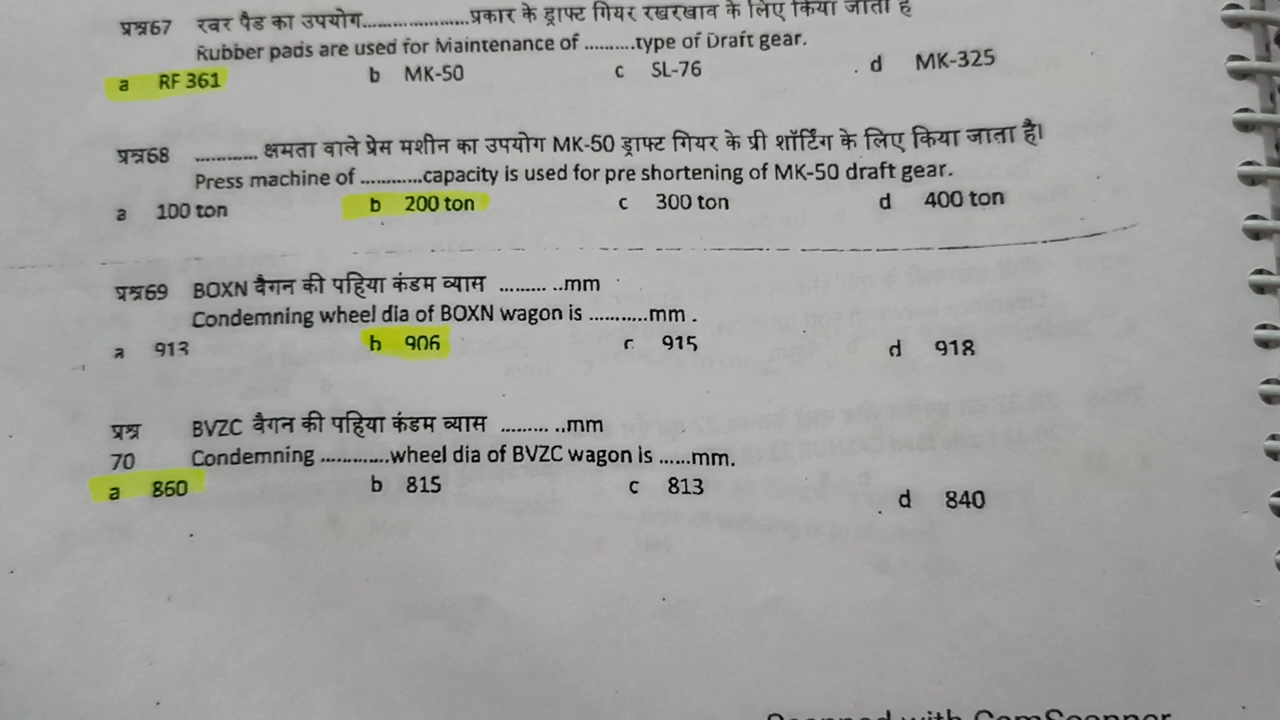 प्रश्न67 रबर पैड का उपयोग.....................प्रकार के ड्राफ्ट गियर रखरखाव के लिए किया जाता है
Rubber pads are used for Maintenance of ..........type of Draft gear.
a RF 361 b MK-50 c SL-76 d MK-325
प्रश्न68 ............ क्षमता वाले प्रेस मशीन का उपयोग MK-50 ड्राफ्ट गियर के प्री शॉर्टिंग के लिए किया जाता है।
Press machine of ............capacity is used for pre shortening of MK-50 draft gear.
a 100 ton b 200 ton c 300 ton d 400 ton
प्रश्न69 BOXN वैगन की पहिया कंडम व्यास ......... ..mm
Condemning wheel dia of BOXN wagon is ...........mm .
a 913 b 906 c 915 d 918
प्रश्न BVZC वैगन की पहिया कंडम व्यास ......... ..mm
70 Condemning .............wheel dia of BVZC wagon is ......mm.
a 860 b 815 c 813 d 840
Scanned with CamScanner